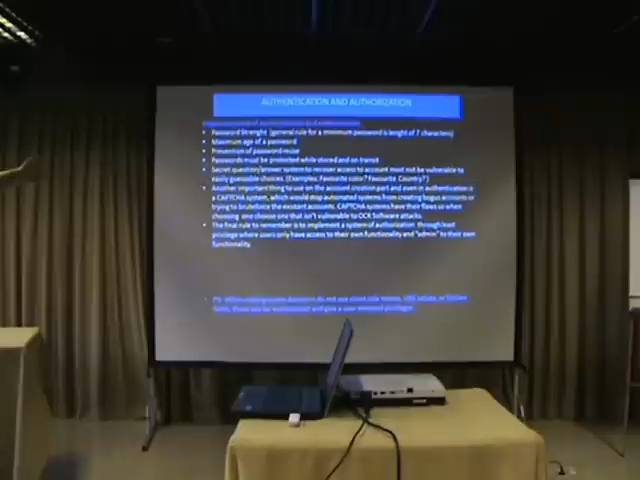 AUTHENTICATION AND AUTHORIZATION
• Password Strenght (general rule for a minimum password is lenght of 7 characters)
• Maximum age of a password
• Prevention of password reuse
• Passwords must be protected while stored and on transit
• Secret question/answer system to recover access to account must not be vulnerable to
easily guessable choices. (Examples: Favourite color? Favourite Country?)
• Another important thing to use on the account creation part and even in authentication is
a CAPTCHA system, which would stop automated systems from creating bogus accounts or
trying to bruteforce the existant accounts. CAPTCHA systems have their flaws so when
choosing one choose one that isn't vulnerable to OCR Software attacks.
• The final rule to remember is to implement a system of authorization through least
privilege where users only have access to their own functionality and "admin" to their own
functionality.